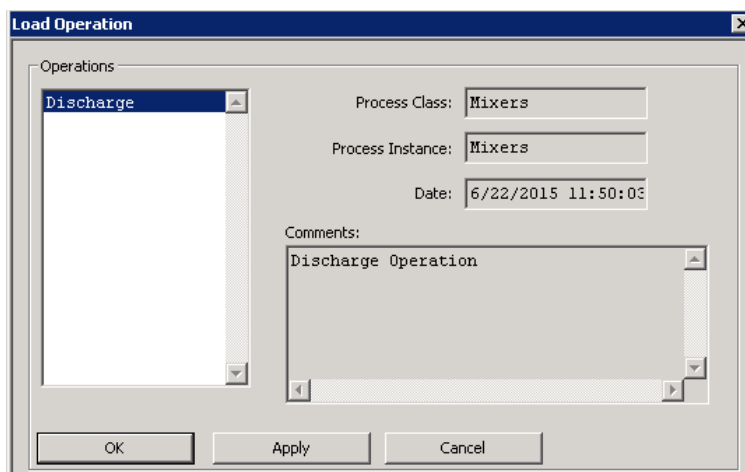 Load Operation
Operations
Discharge
Process Class: Mixers
Process Instance: Mixers
Date: 6/22/2015 11:50:03
Comments:
Discharge Operation
OK Apply Cancel